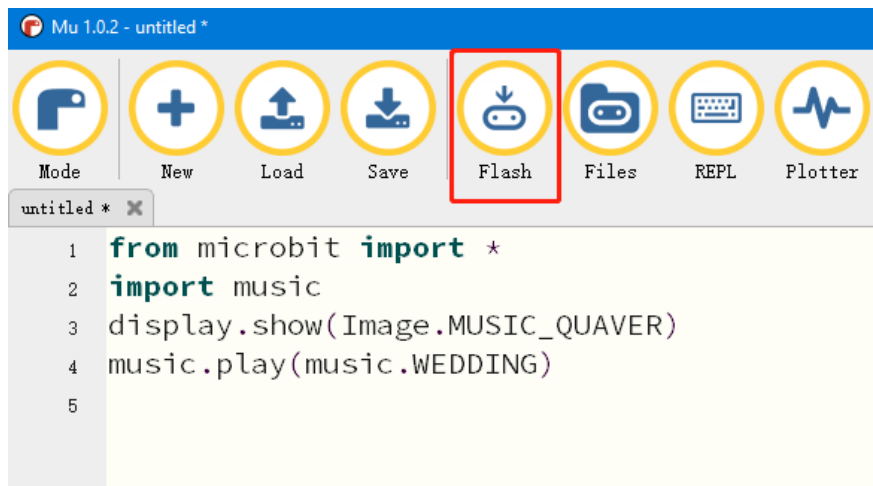 Mu 1.0.2 - untitled *
Mode New Load Save Flash Files REPL Plotter
untitled *
1 from microbit import *
2 import music
3 display.show(Image.MUSIC_QUAVER)
4 music.play(music.WEDDING)
5